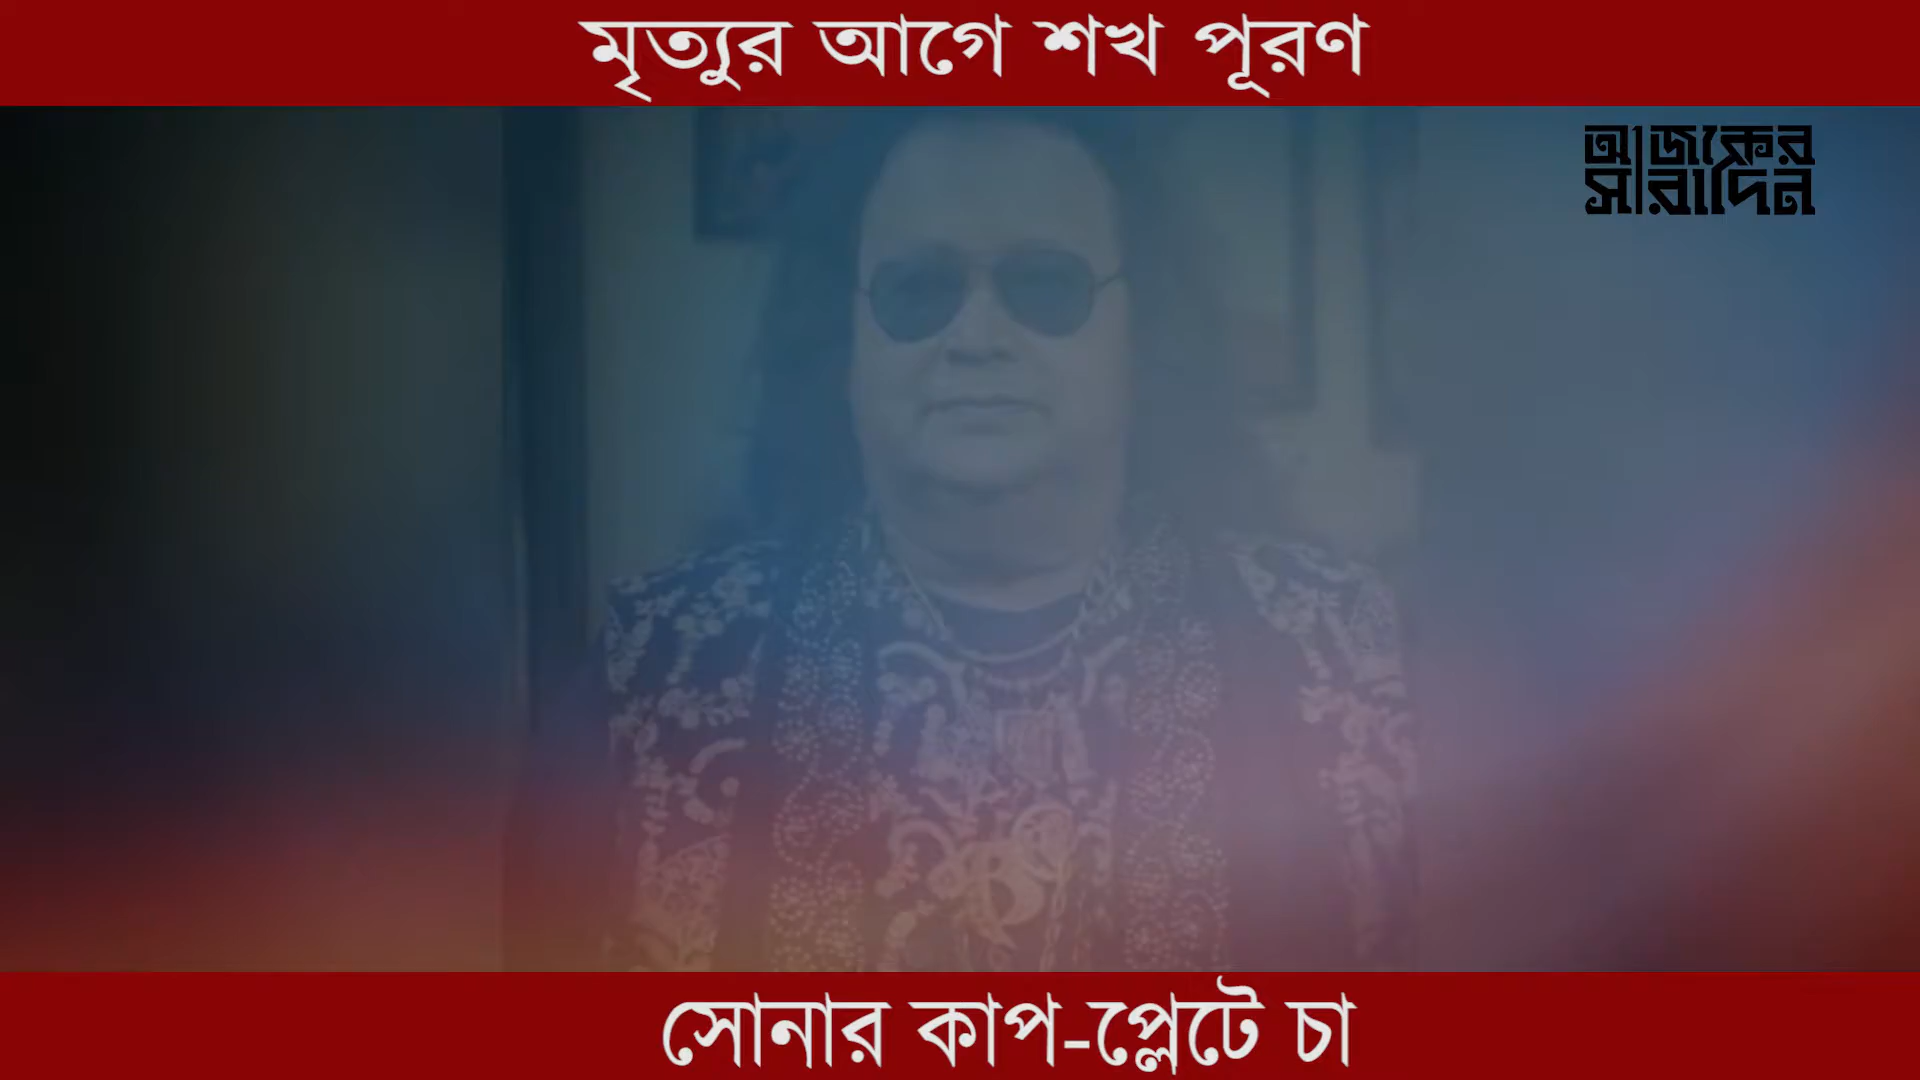 মৃত্যুর আগে শখ পূরণ
আজকের
সারাদিন
সোনার কাপ-প্লেটে চা